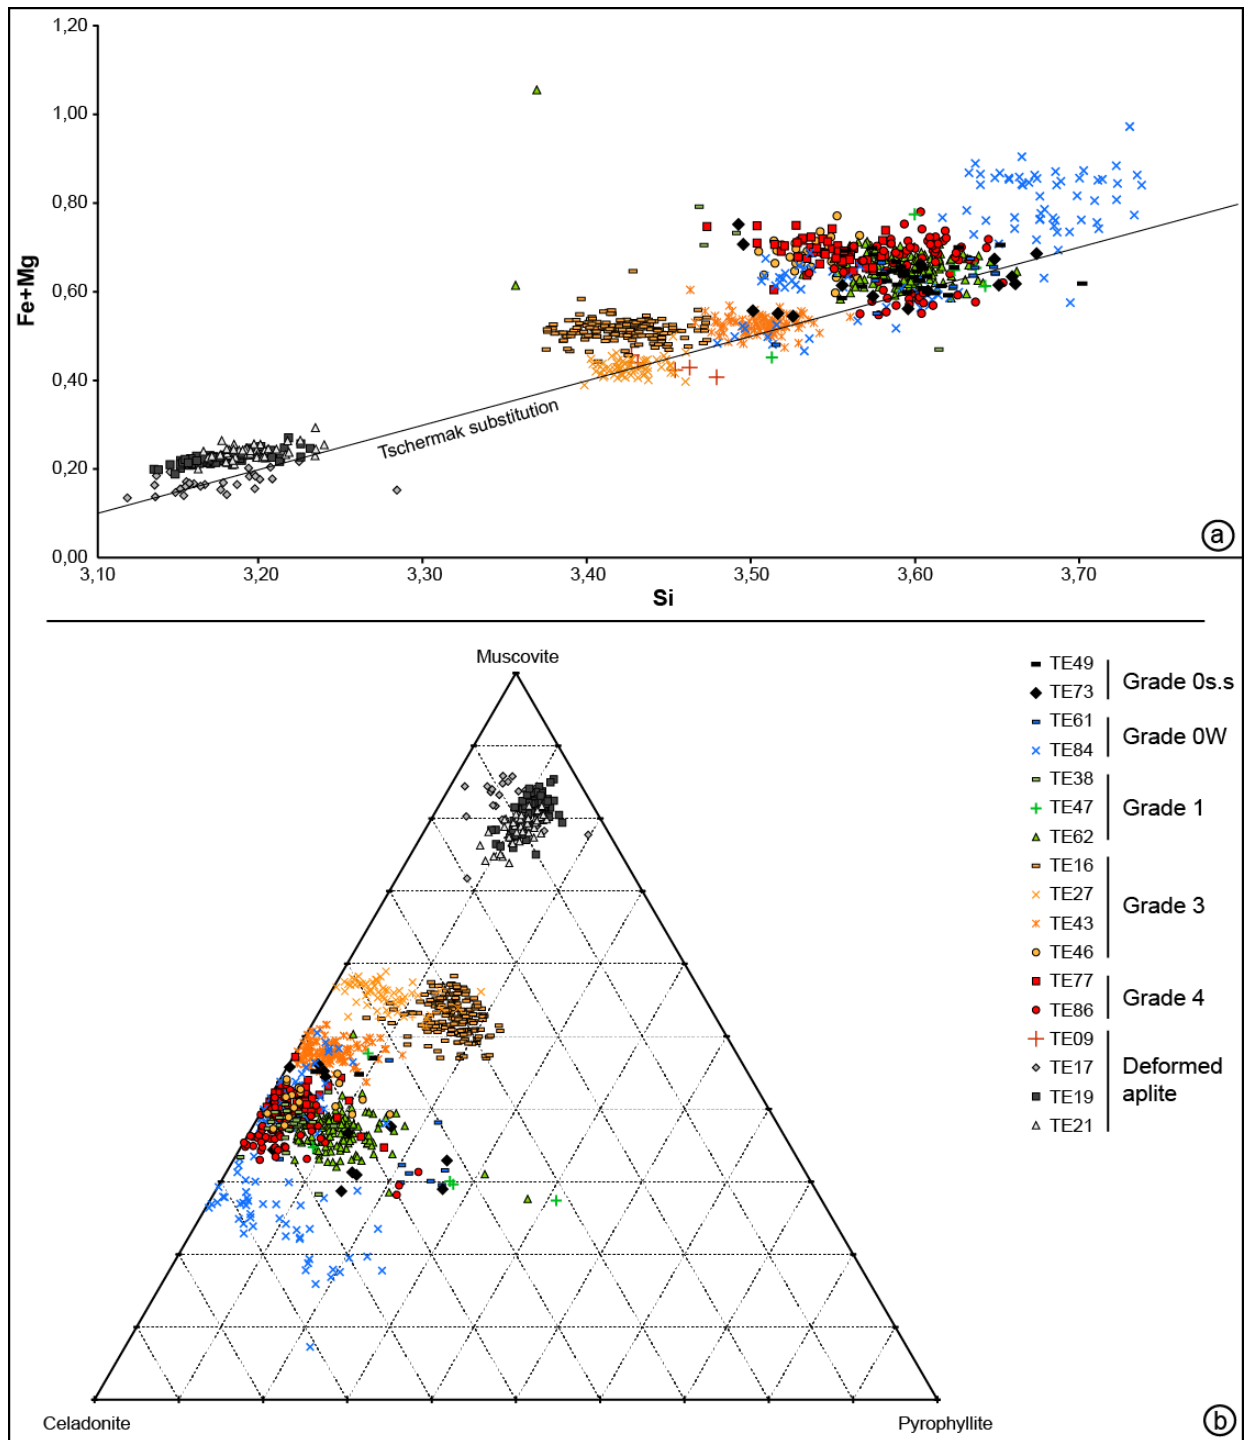 1,20
1,00
0,80
0,60
0,40
0,20
0,00
Fe+Mg
Tschermak substitution
3,10 3,20 3,30 3,40 3,50 3,60 3,70
Si
a
Muscovite
TE49
TE73
Grade 0s.s
TE61
TE84
Grade 0W
TE38
TE47
TE62
Grade 1
TE16
TE27
TE43
TE46
Grade 3
TE77
TE86
Grade 4
TE09
TE17
TE19
TE21
Deformed
aplite
Celadonite
Pyrophyllite
b